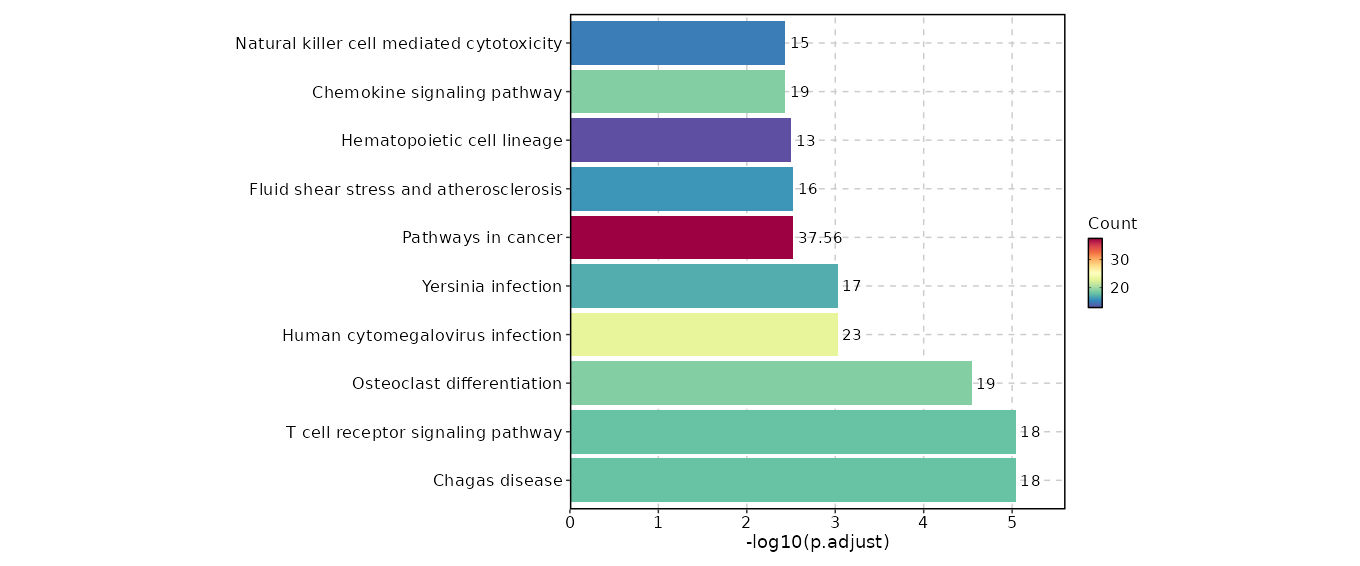 Natural killer cell mediated cytotoxicity 15
Chemokine signaling pathway 19
Hematopoietic cell lineage 13
Fluid shear stress and atherosclerosis 16
Pathways in cancer 37.56
Yersinia infection 17
Human cytomegalovirus infection 23
Osteoclast differentiation 19
T cell receptor signaling pathway 18
Chagas disease 18
0 1 2 3 4 5
-log10(p.adjust)
Count
30
20